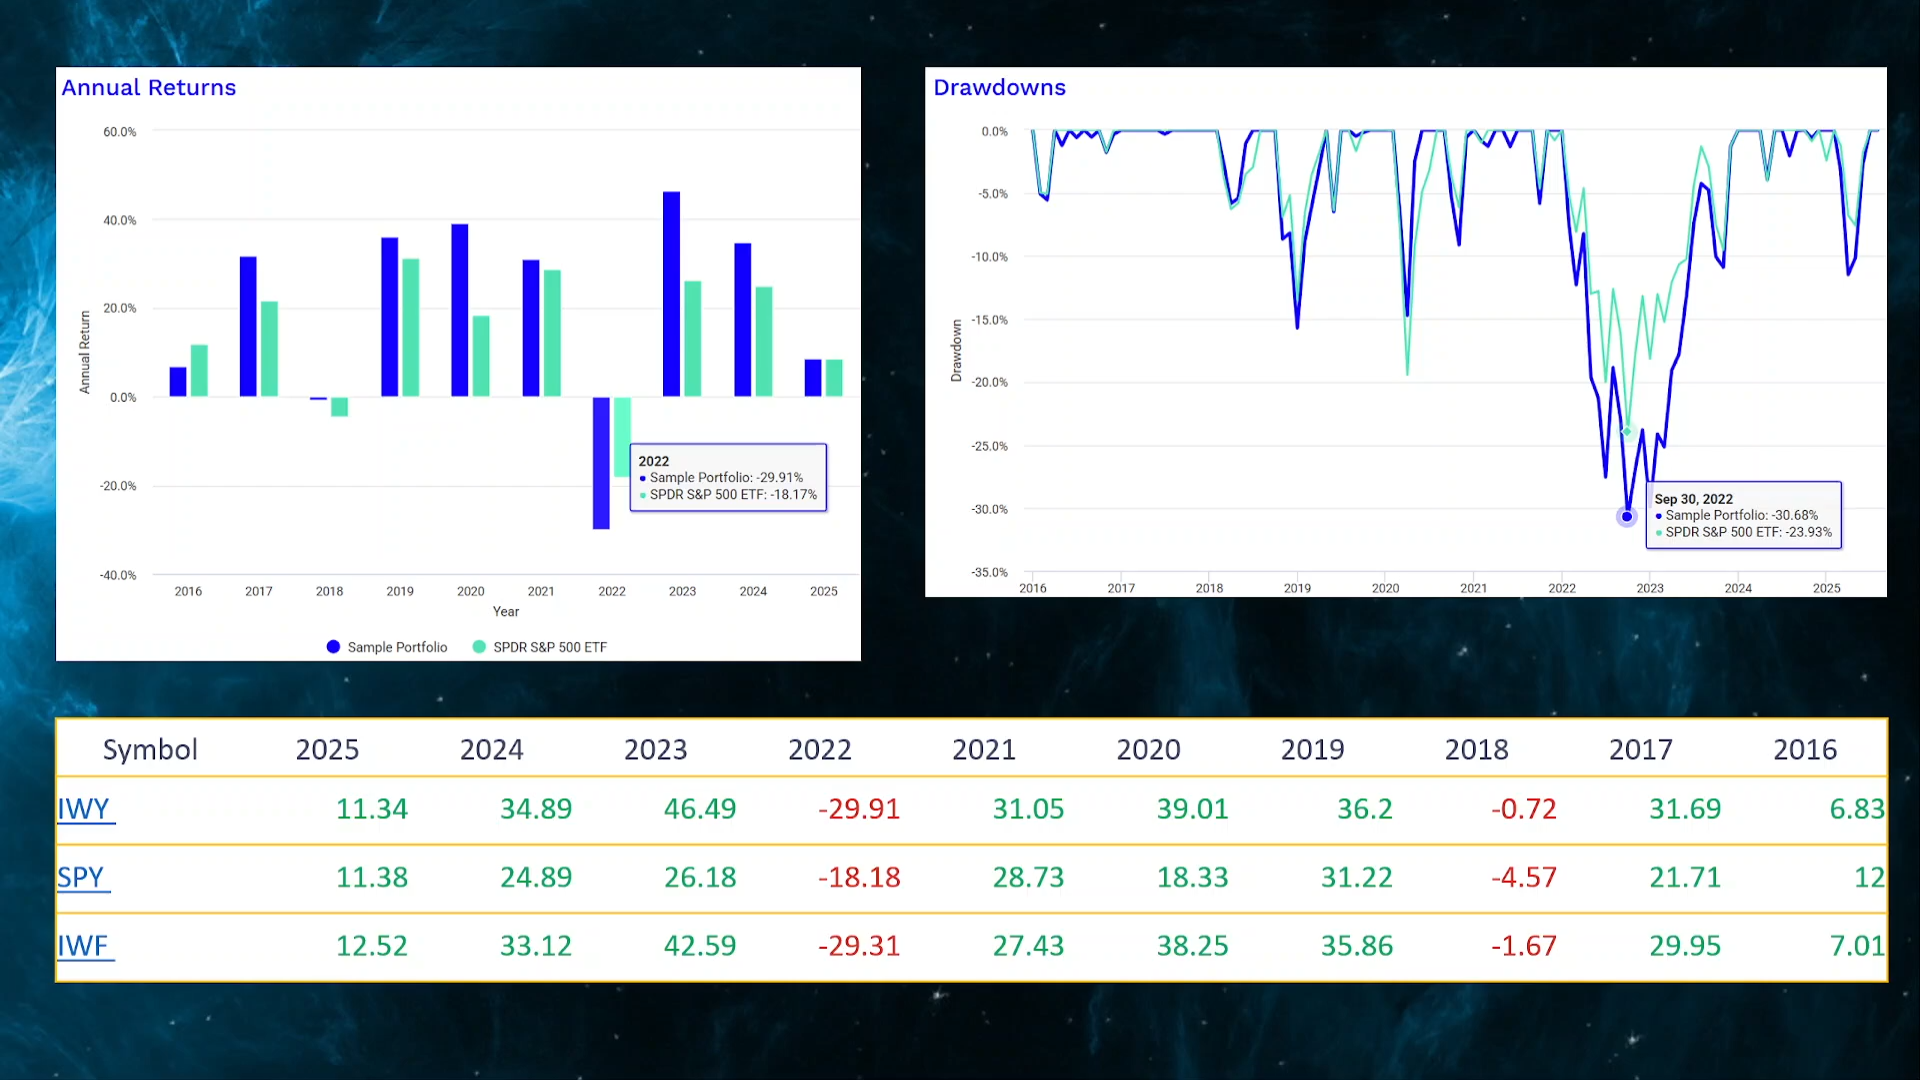 Annual Returns
60.0%
40.0%
20.0%
0.0%
-20.0%
-40.0%
Annual Return
2022
Sample Portfolio: -29.91%
SPDR S&P 500 ETF: -18.17%
2016 2017 2018 2019 2020 2021 2022 2023 2024 2025
Year
Sample Portfolio SPDR S&P 500 ETF
Drawdowns
0.0%
-5.0%
-10.0%
-15.0%
-20.0%
-25.0%
-30.0%
-35.0%
Drawdown
Sep 30, 2022
Sample Portfolio: -30.68%
SPDR S&P 500 ETF: -23.93%
2016 2017 2018 2019 2020 2021 2022 2023 2024 2025
Symbol 2025 2024 2023 2022 2021 2020 2019 2018 2017 2016
IWY 11.34 34.89 46.49 -29.91 31.05 39.01 36.2 -0.72 31.69 6.83
SPY 11.38 24.89 26.18 -18.18 28.73 18.33 31.22 -4.57 21.71 12
IWF 12.52 33.12 42.59 -29.31 27.43 38.25 35.86 -1.67 29.95 7.01